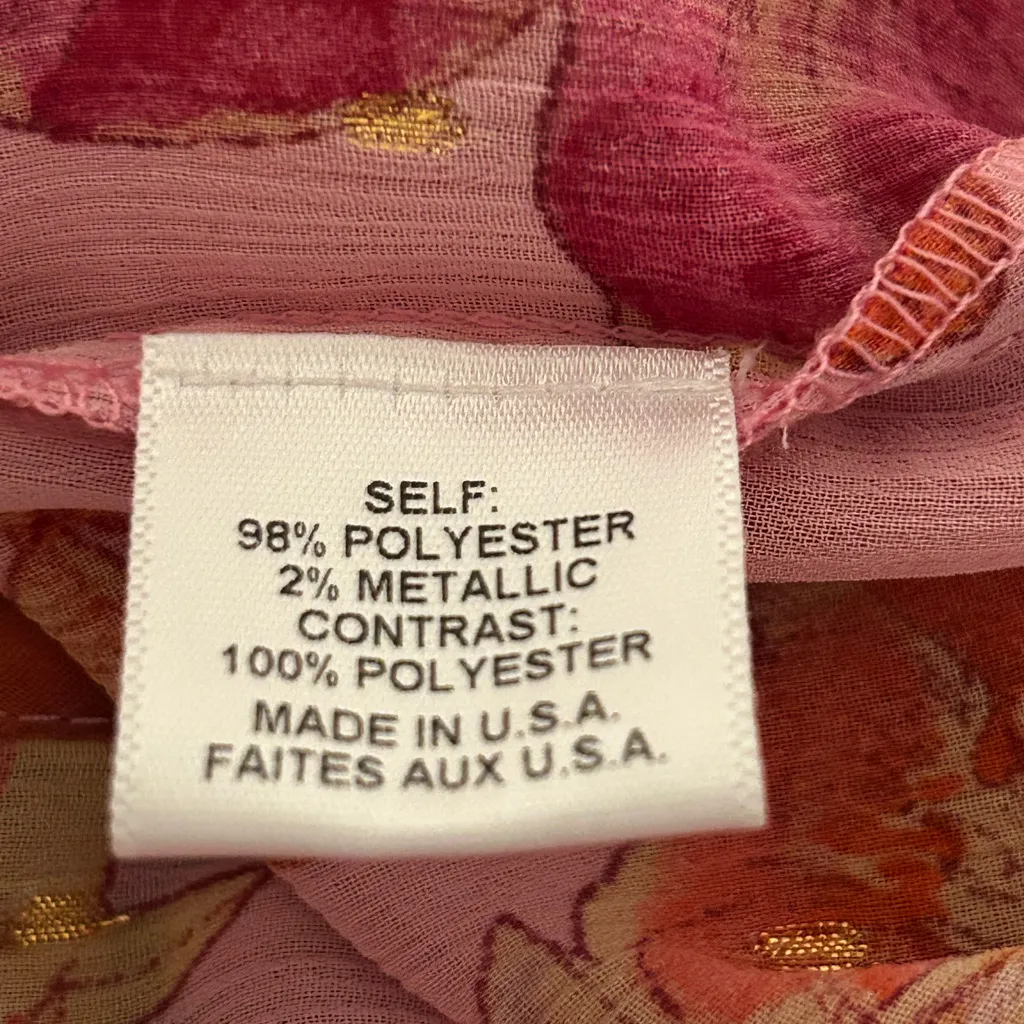 SELF:
98% POLYESTER
2% METALLIC
CONTRAST:
100% POLYESTER
MADE IN U.S.A.
FAITES AUX U.S.A.